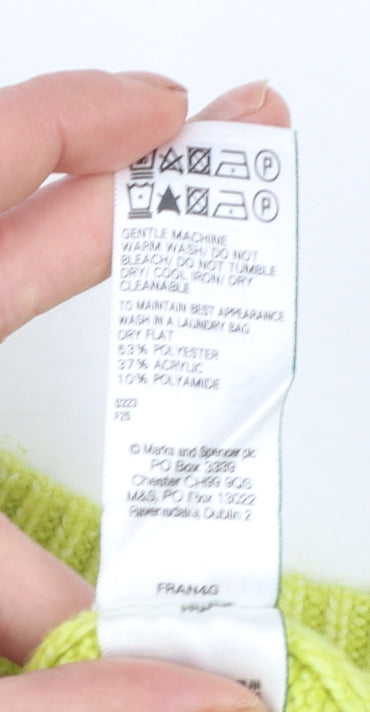 P
P
GENTLE MACHINE
WARM WASH/ DO NOT
BLEACH/ DO NOT TUMBLE
DRY/ COOL IRON/ DRY
CLEANABLE
TO MAINTAIN BEST APPEARANCE
WASH IN A LAUNDRY BAG
DRY FLAT
53% POLYESTER
37% ACRYLIC
10% POLYAMIDE
F25
© Marks and Spencer plc
PO Box 3339
Chester CH99 9QS
M&S, PO Box 13022
Dublin 2